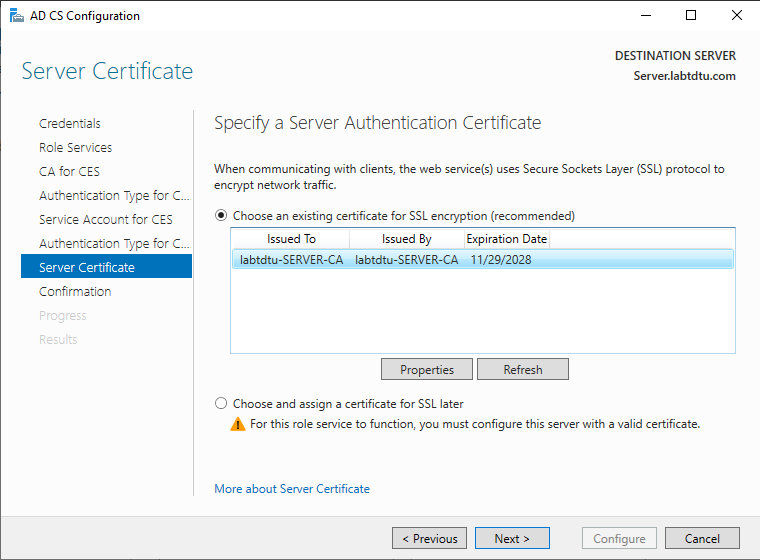 AD CS Configuration
Server Certificate
DESTINATION SERVER
Server.labtdtu.com
Credentials
Role Services
CA for CES
Authentication Type for C...
Service Account for CES
Authentication Type for C...
Server Certificate
Confirmation
Progress
Results
Specify a Server Authentication Certificate
When communicating with clients, the web service(s) uses Secure Sockets Layer (SSL) protocol to
encrypt network traffic.
Choose an existing certificate for SSL encryption (recommended)
Issued To Issued By Expiration Date
labtdtu-SERVER-CA labtdtu-SERVER-CA 11/29/2028
Properties Refresh
Choose and assign a certificate for SSL later
For this role service to function, you must configure this server with a valid certificate.
More about Server Certificate
< Previous Next > Configure Cancel